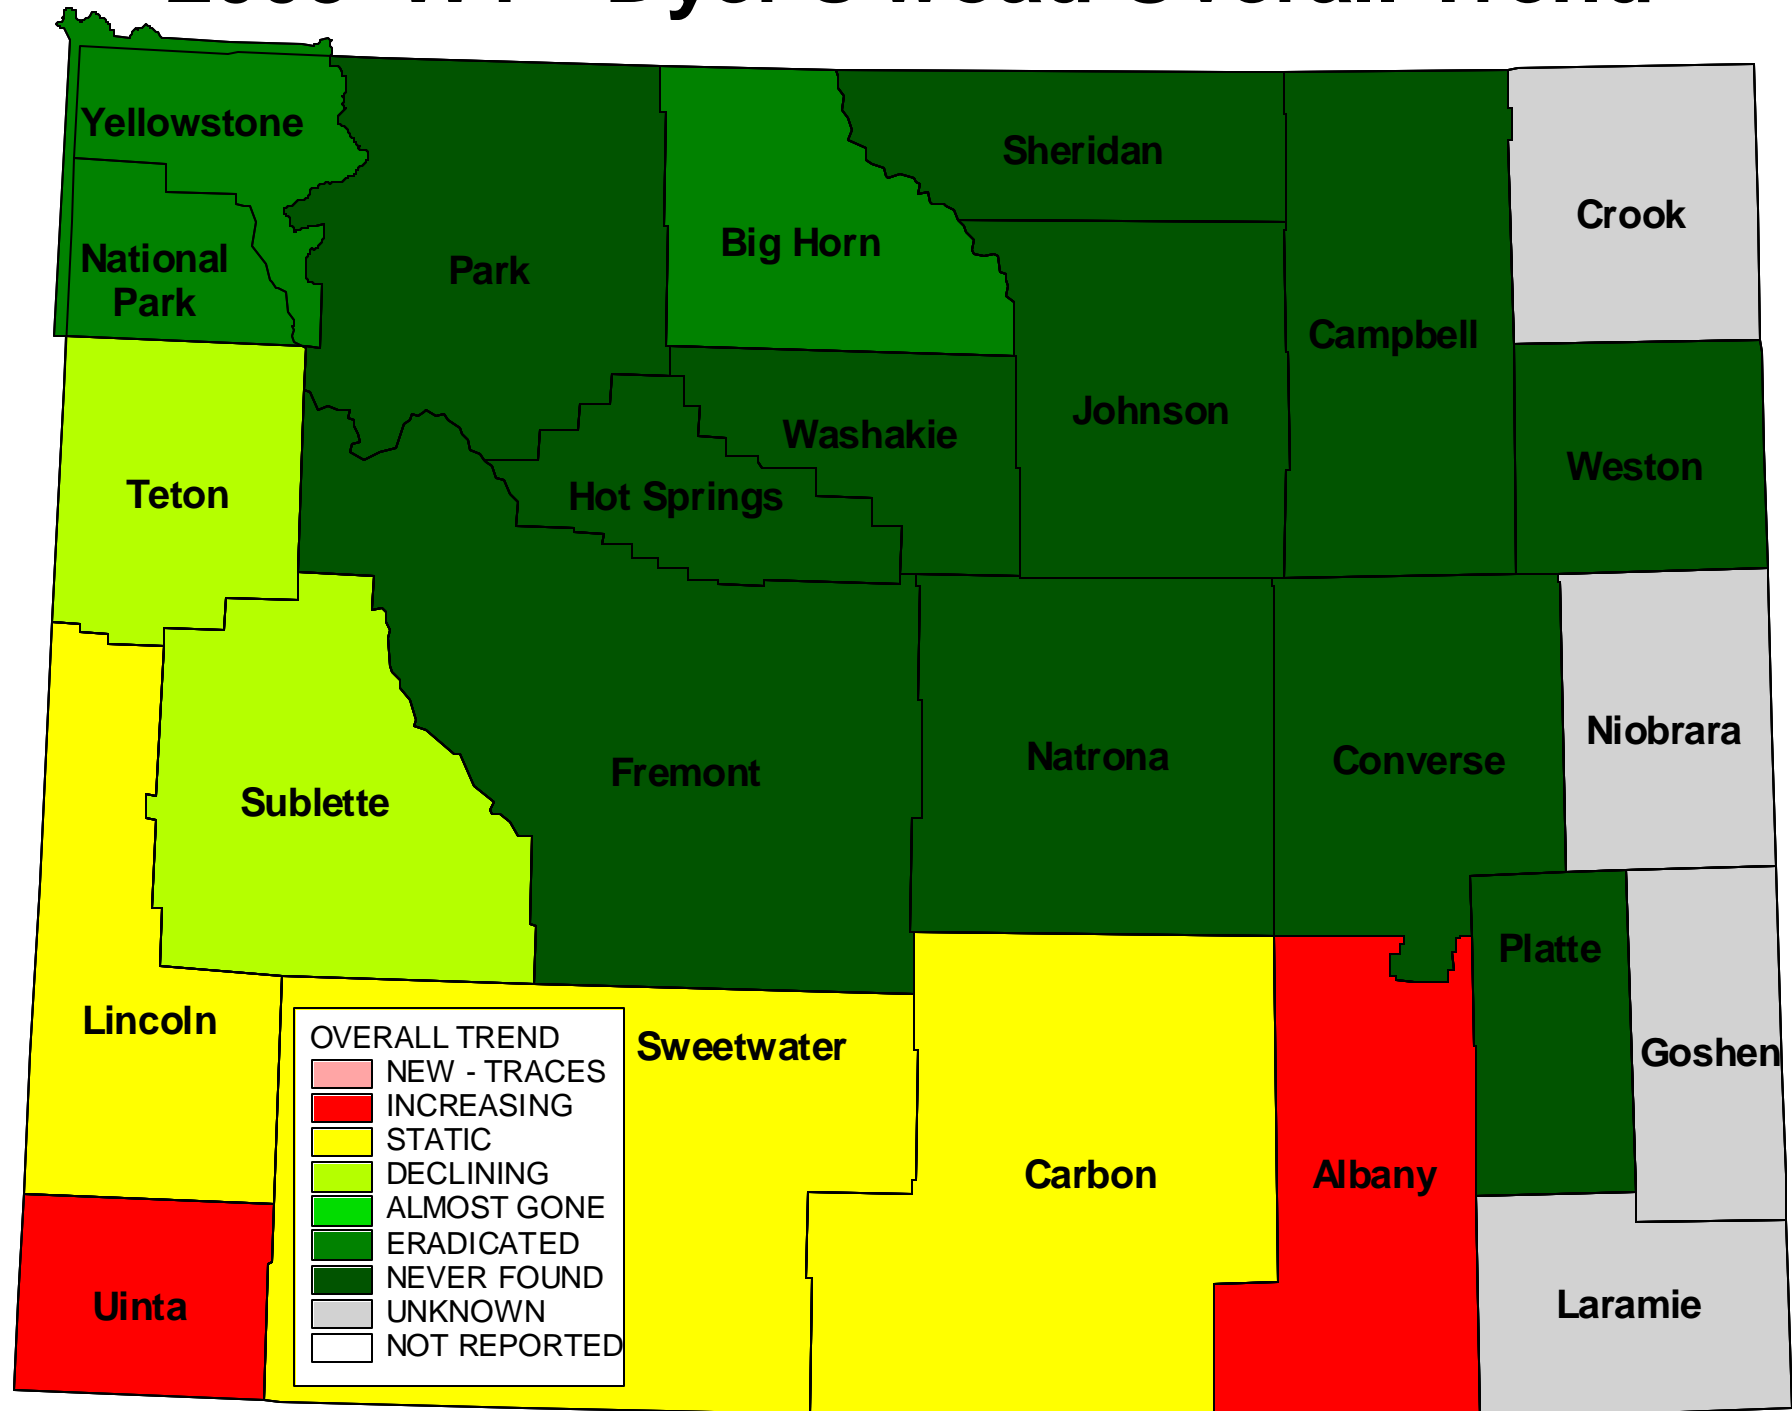 Overall Trend
Yellowstone
National
Park
Park
Big Horn
Sheridan
Crook
Campbell
Johnson
Washakie
Hot Springs
Weston
Teton
Sublette
Fremont
Natrona
Converse
Niobrara
Platte
Lincoln
Sweetwater
Goshen
Carbon
Albany
Uinta
Laramie
OVERALL TREND
NEW - TRACES
INCREASING
STATIC
DECLINING
ALMOST GONE
ERADICATED
NEVER FOUND
UNKNOWN
NOT REPORTED